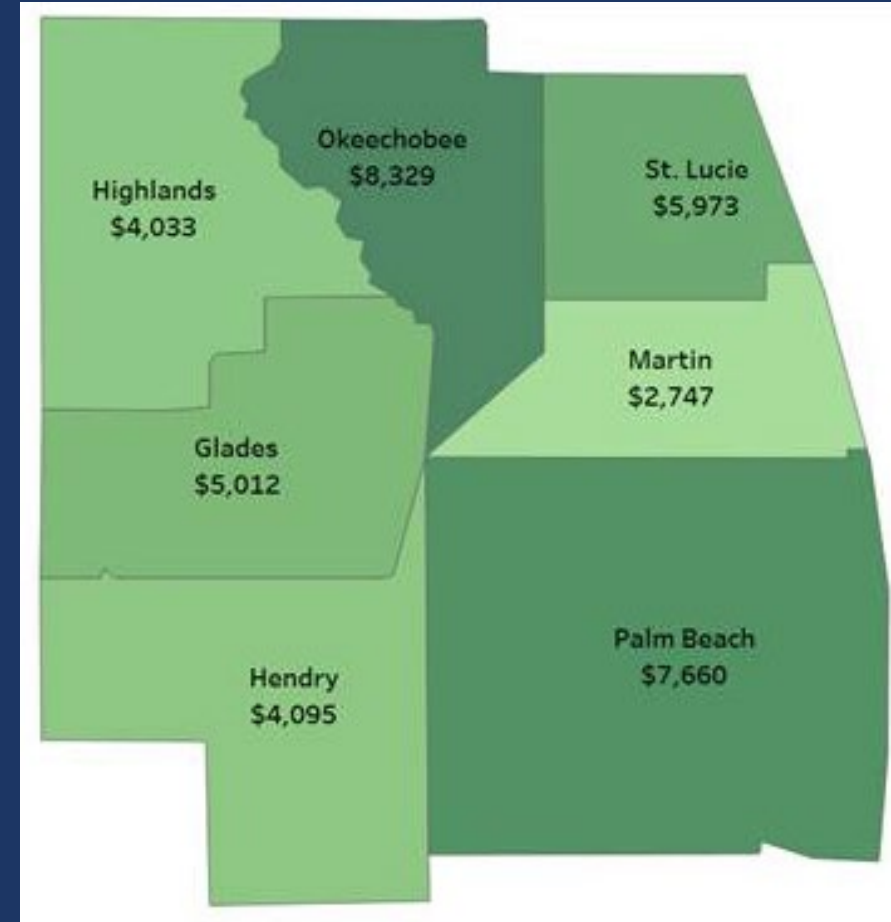 Okeechobee
$8,329
St. Lucie
$5,973
Highlands
$4,033
Martin
$2,747
Glades
$5,012
Palm Beach
$7,660
Hendry
$4,095